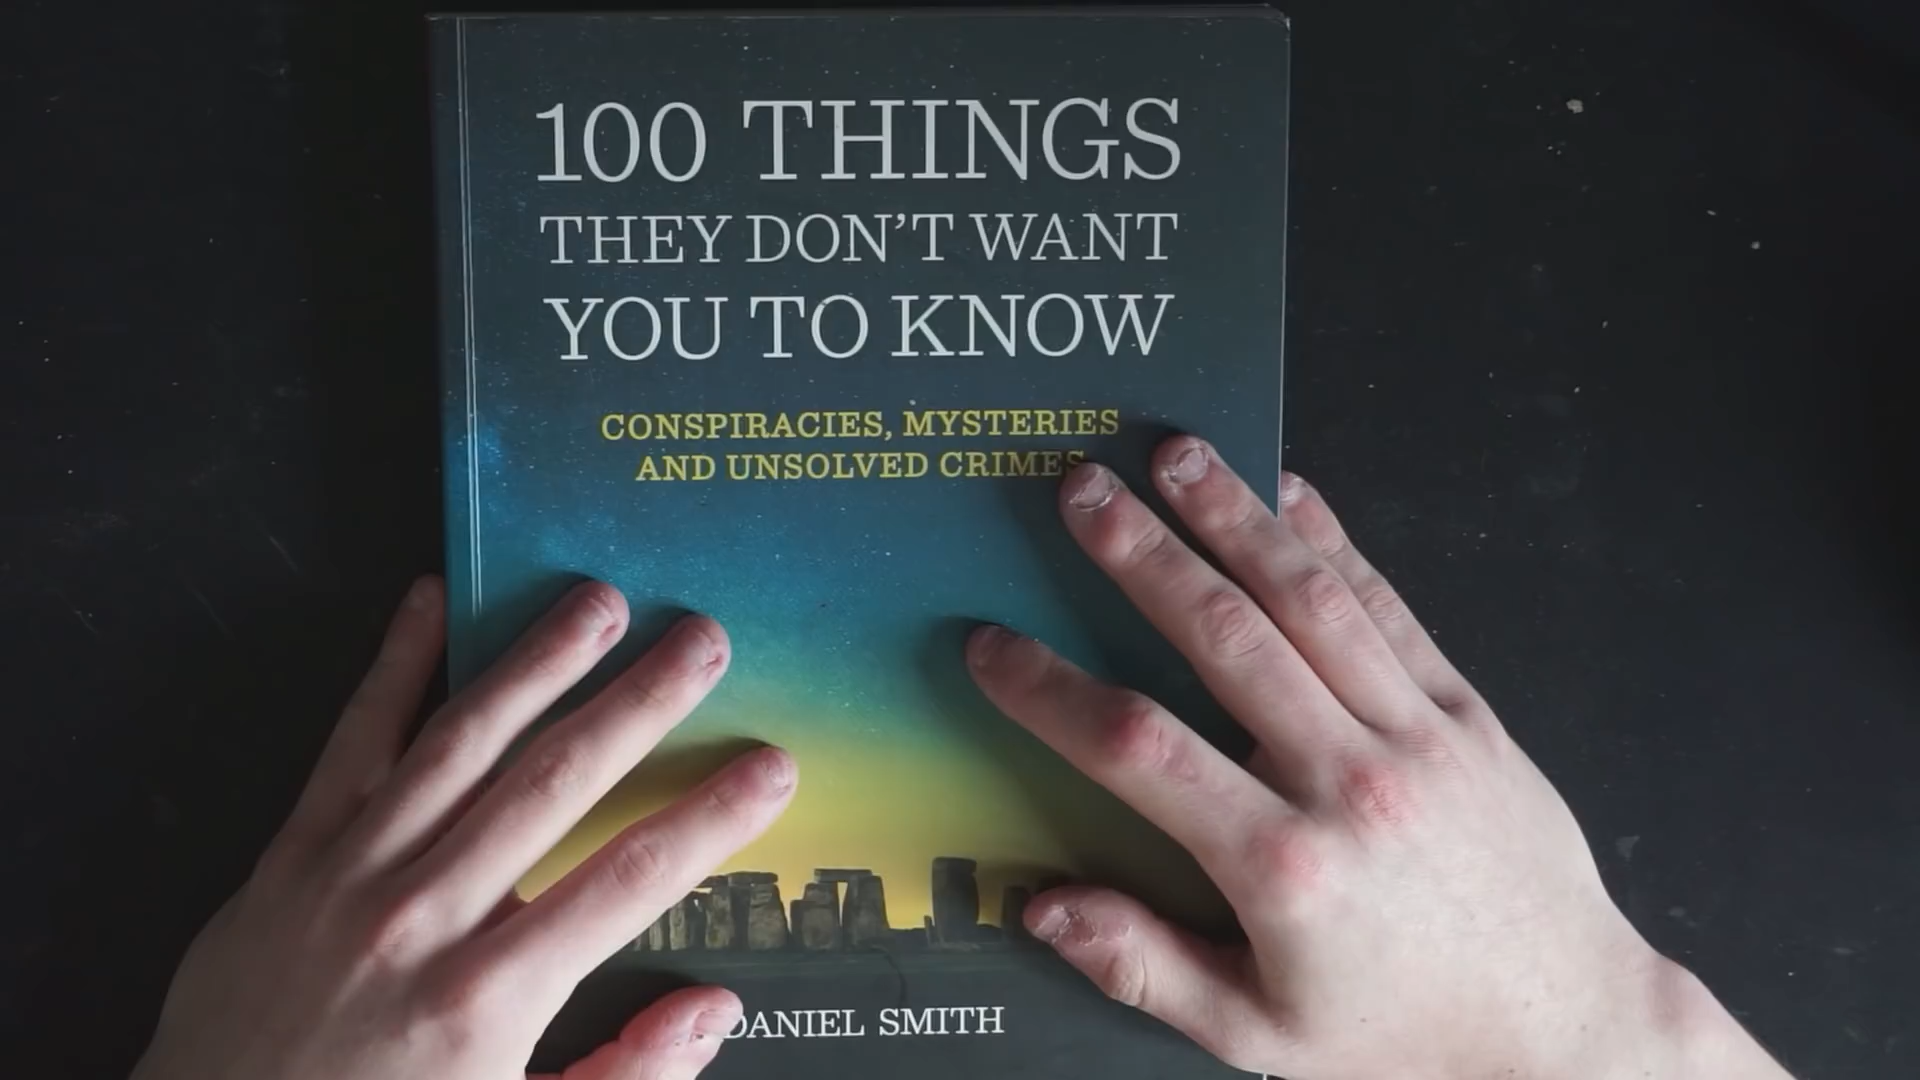 100 THINGS
THEY DON'T WANT
YOU TO KNOW
CONSPIRACIES, MYSTERIES
AND UNSOLVED CRIMES
DANIEL SMITH